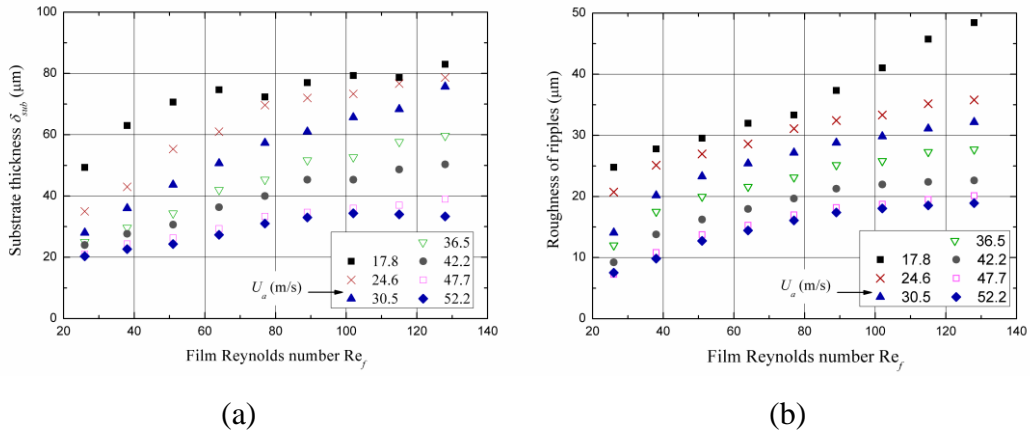 (a)
100
80
60
40
20
0
Substrate thickness δsub (μm)
36.5
17.8 42.2
24.6 47.7
Ua (m/s) 30.5 52.2
20 40 60 80 100 120 140
Film Reynolds number Ref
(a)
(b)
50
40
30
20
10
0
Roughness of ripples (μm)
36.5
17.8 42.2
24.6 47.7
Ua (m/s) 30.5 52.2
20 40 60 80 100 120 140
Film Reynolds number Ref
(b)